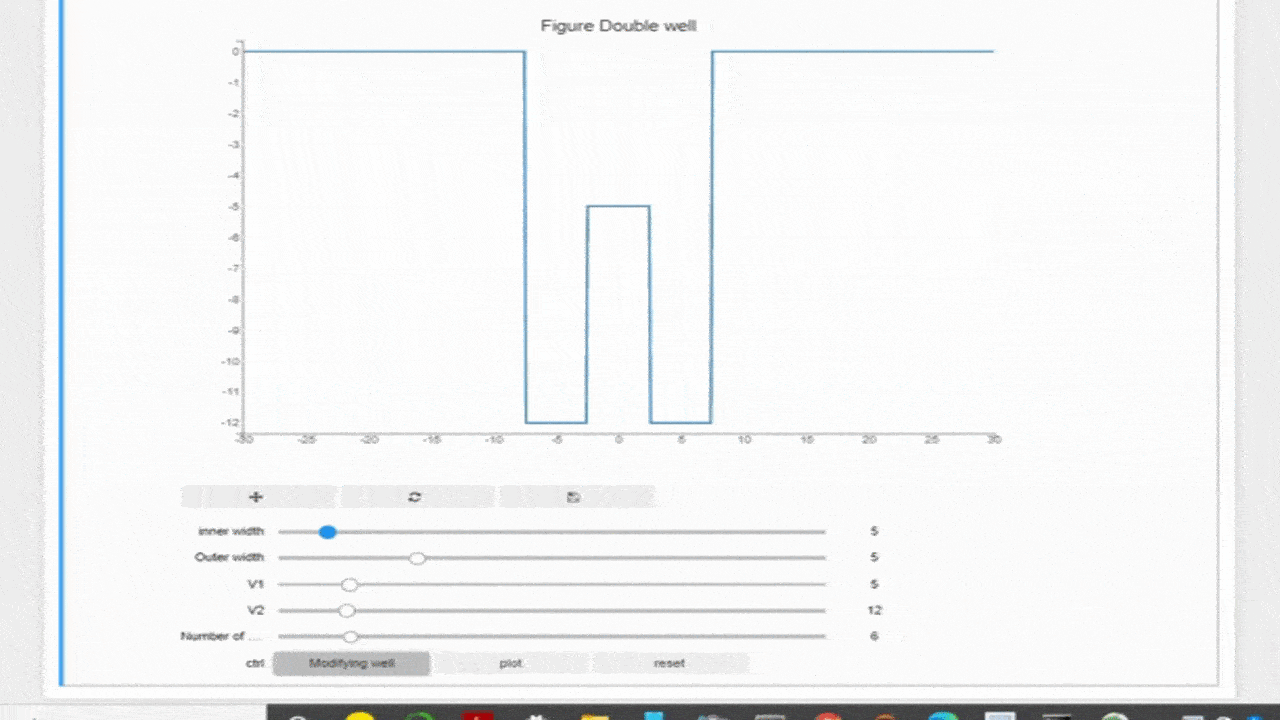 Figure Double well
0
-1
-2
-3
-4
-5
-6
-7
-8
-9
-10
-11
-12
-30 -25 -20 -15 -10 -5 0 5 10 15 20 25 30
inner width 5
Outer width 5
V1 5
V2 12
Number of ... 6
ctrl Modifying well plot reset